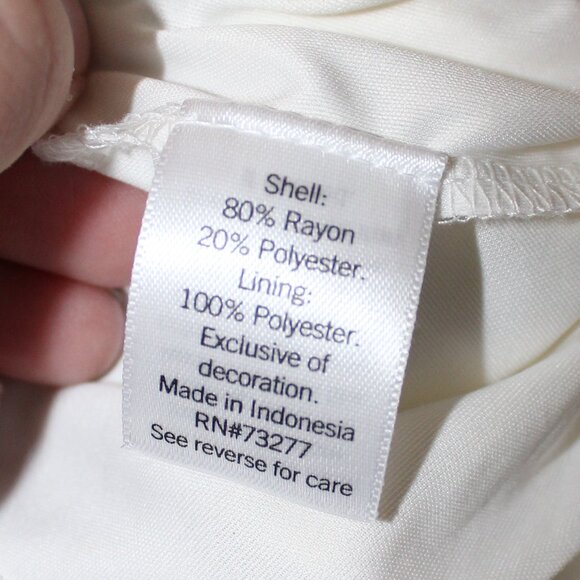 Shell:
80% Rayon
20% Polyester.
Lining:
100% Polyester.
Exclusive of
decoration.
Made in Indonesia
RN#73277
See reverse for care